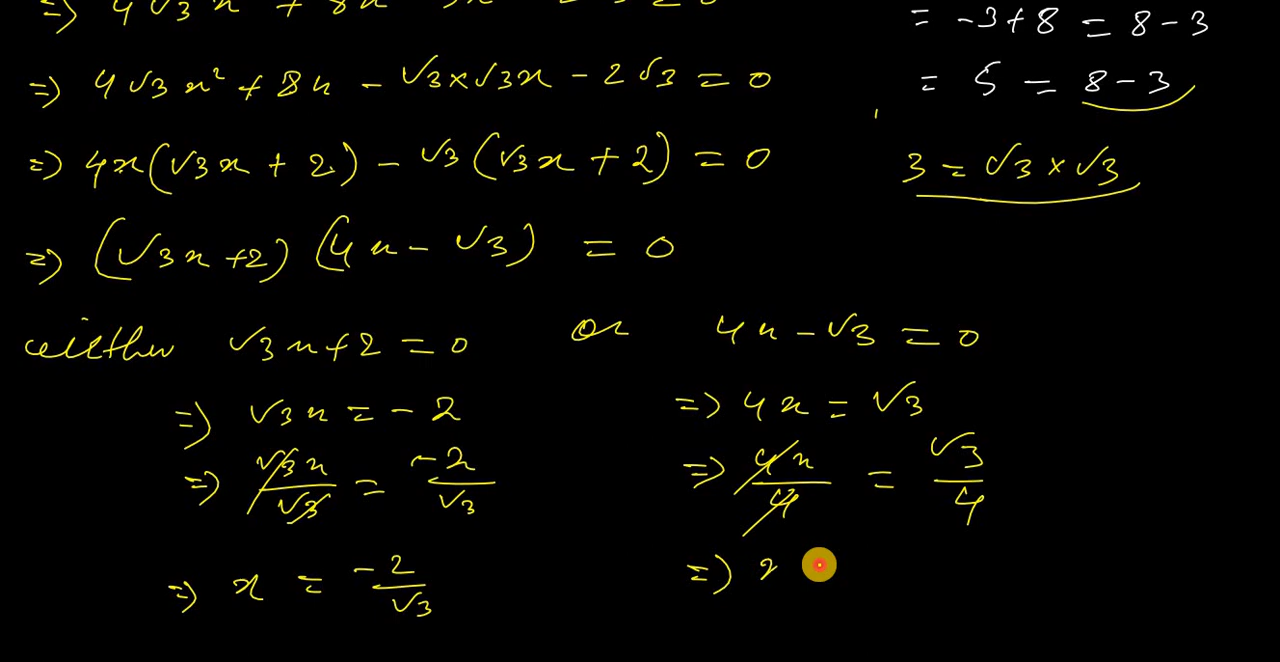 = -3+8 = 8-3
⇒ 4√3x² + 8x - √3×√3x - 2√3 = 0
= 5 = 8-3
⇒ 4x(√3x + 2) - √3(√3x + 2) = 0
3 = √3 × √3
⇒ (√3x+2) (4x-√3) = 0
either √3x+2 = 0 or 4x-√3 = 0
⇒ √3x = -2
⇒ 4x = √3
⇒ √3x/√3 = -2/√3
⇒ 4x/4 = √3/4
⇒ x = -2/√3
⇒ x